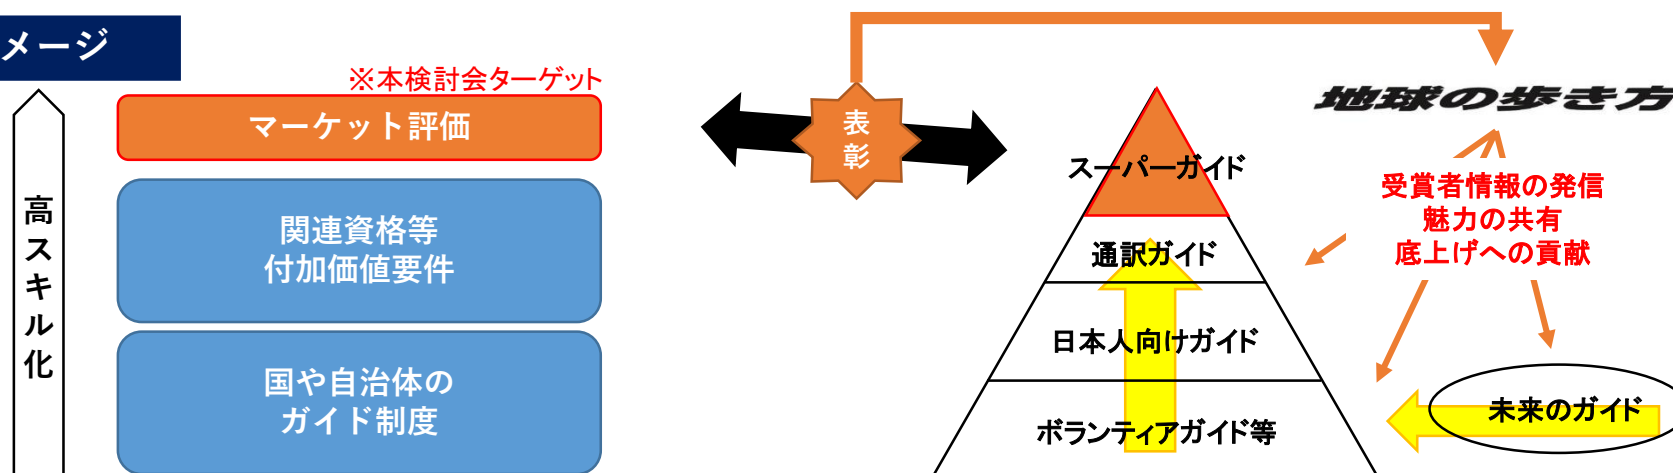 メージ
※本検討会ターゲット
高スキル化
マーケット評価
関連資格等
付加価値要件
国や自治体の
ガイド制度
表彰
スーパーガイド
通訳ガイド
日本人向けガイド
ボランティアガイド等
地球の歩き方
受賞者情報の発信
魅力の共有
底上げへの貢献
未来のガイド